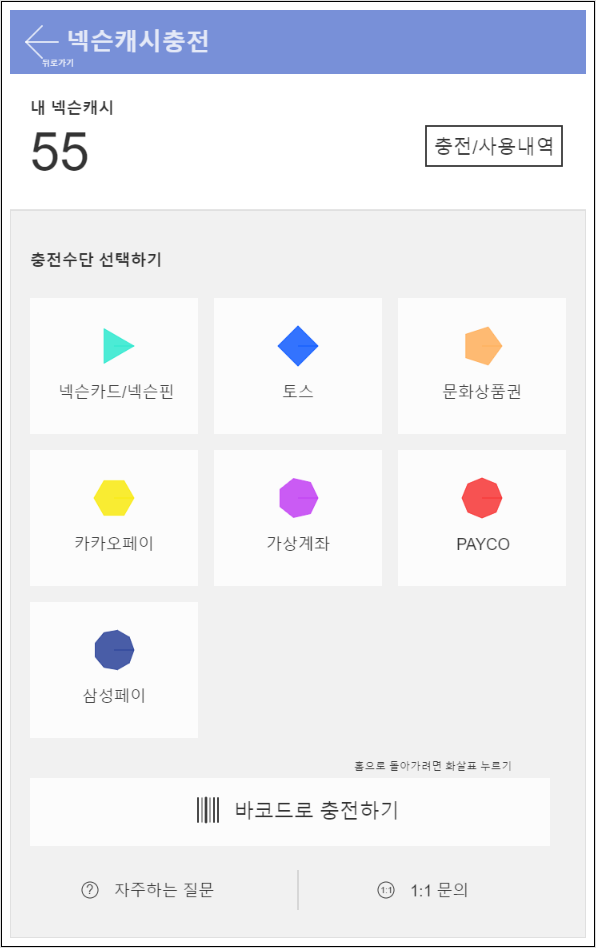 넥슨캐시충전
뒤로가기
내 넥슨캐시
55
충전/사용내역
충전수단 선택하기
넥슨카드/넥슨핀
토스
문화상품권
카카오페이
가상계좌
PAYCO
삼성페이
홈으로 돌아가려면 화살표 누르기
바코드로 충전하기
? 자주하는 질문
1:1 1:1 문의